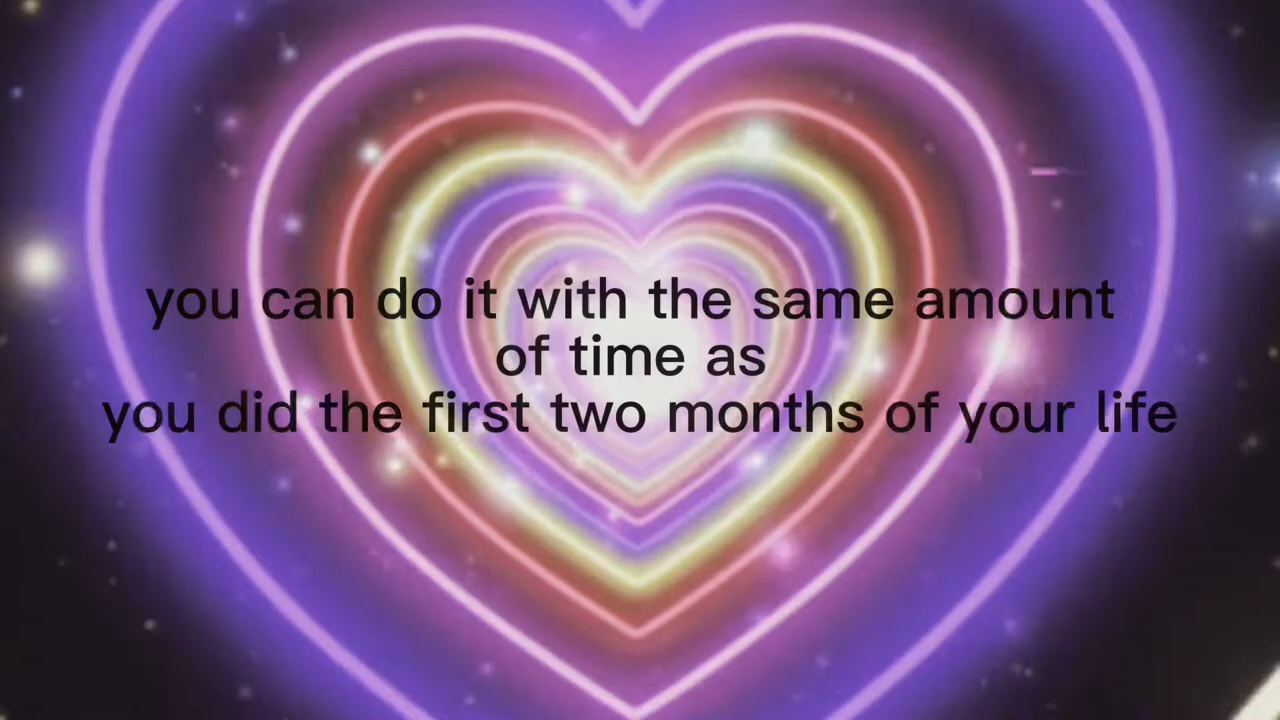 you can do it with the same amount
of time as
you did the first two months of your life